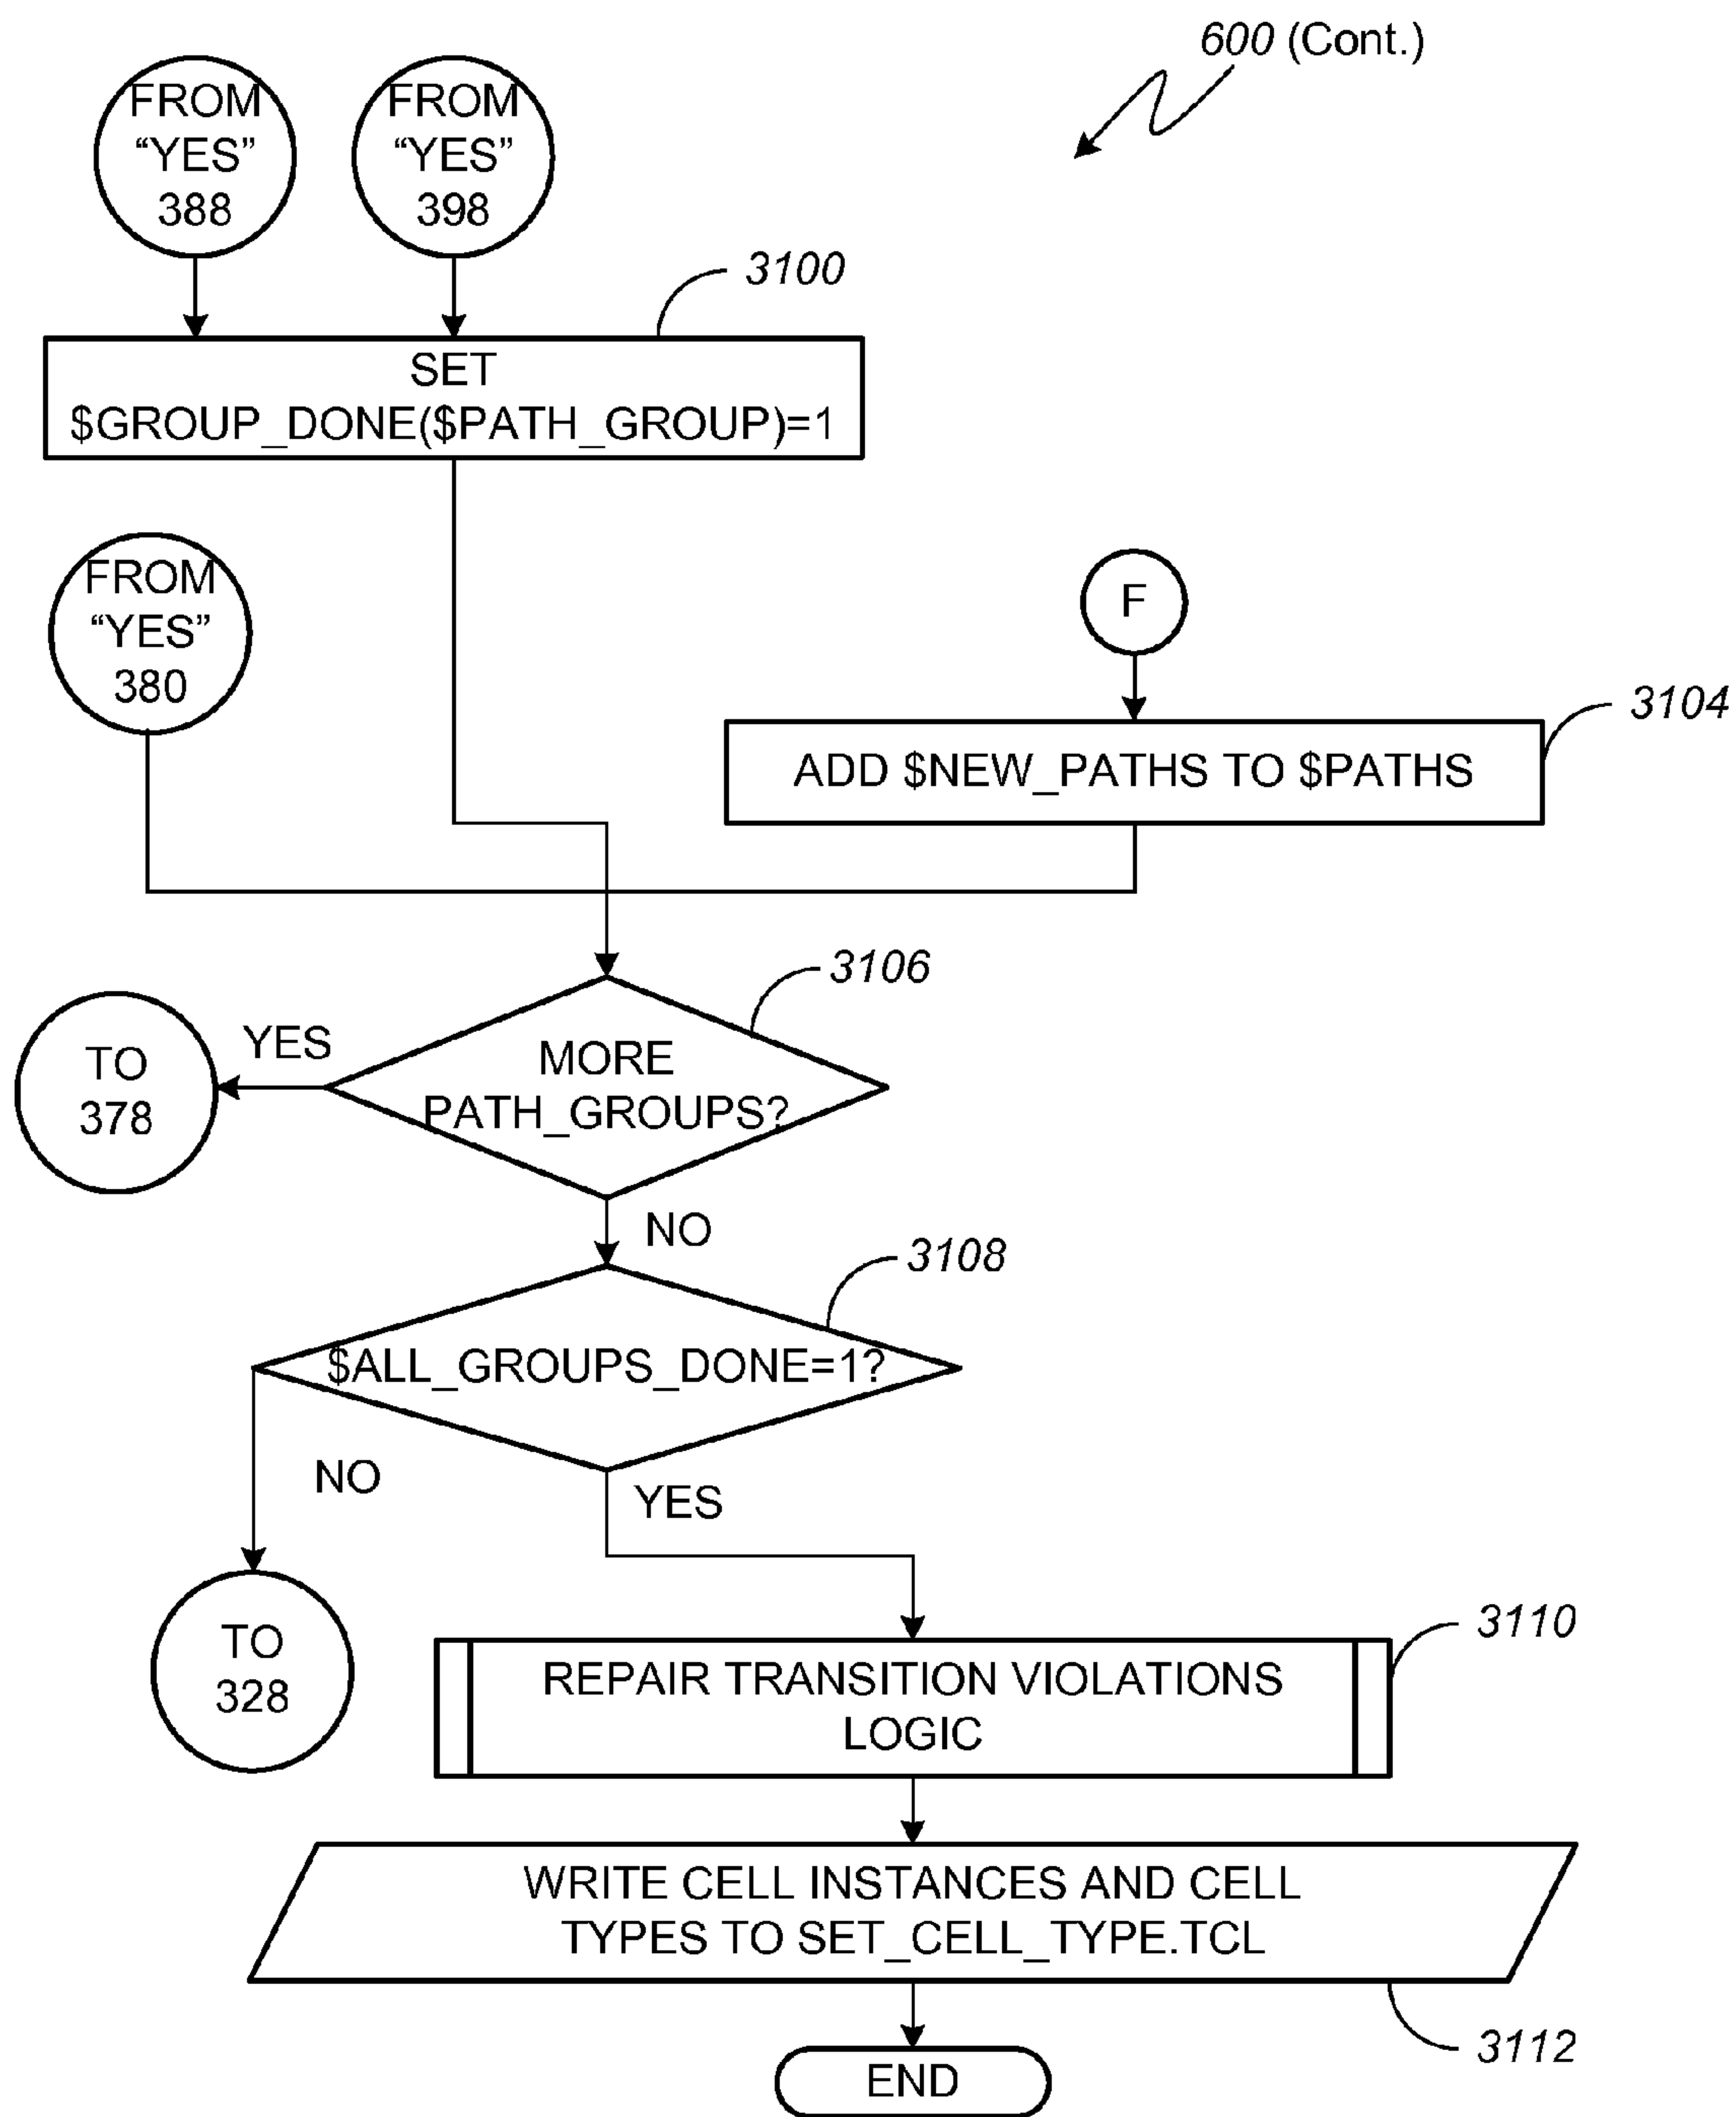 600 (Cont.)
FROM
“YES”
388
FROM
“YES”
398
3100
SET
$GROUP_DONE($PATH_GROUP)=1
FROM
“YES”
380
F
3104
ADD $NEW_PATHS TO $PATHS
3106
MORE
PATH_GROUPS?
YES
TO
378
NO
3108
$ALL_GROUPS_DONE=1?
NO
YES
TO
328
3110
REPAIR TRANSITION VIOLATIONS
LOGIC
WRITE CELL INSTANCES AND CELL
TYPES TO SET_CELL_TYPE.TCL
3112
END